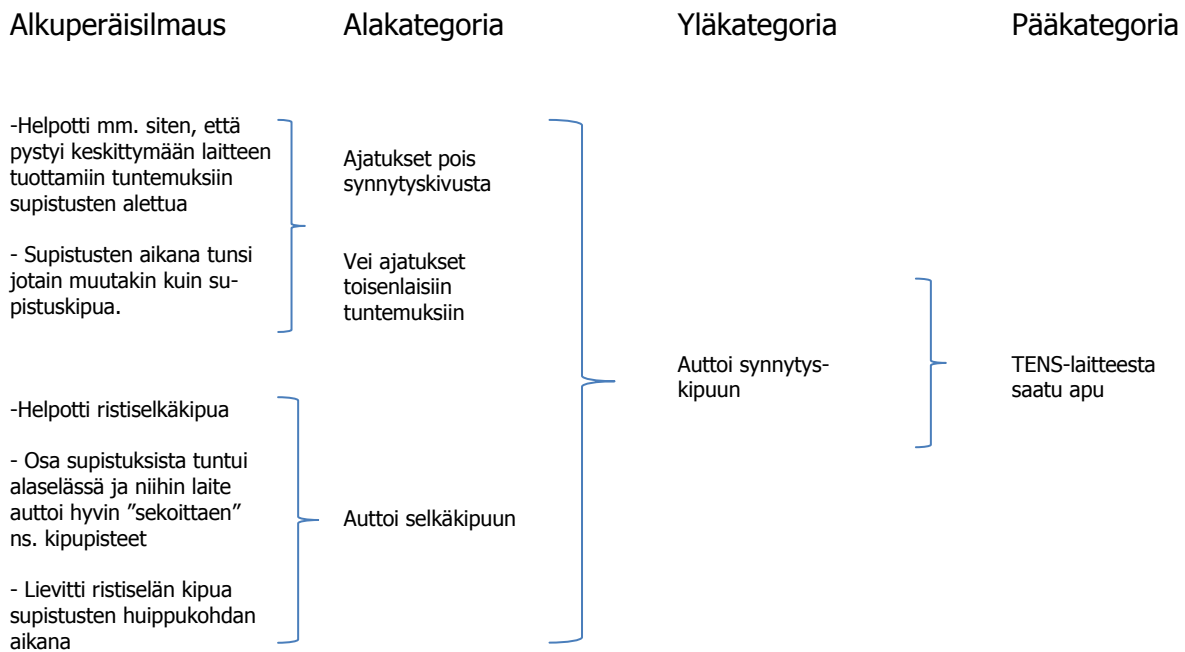 Alkuperäisilmaus
Alakategoria
Yläkategoria
Pääkategoria
-Helpotti mm. siten, että
pystyi keskittymään laitteen
tuottamiin tuntemuksiin
supistusten alettua
- Supistusten aikana tunsi
jotain muutakin kuin su-
pistuskipua.
Ajatukset pois
synnytyskivusta
Vei ajatukset
toisenlaisiin
tuntemuksiin
-Helpotti ristiselkäkipua
- Osa supistuksista tuntui
alaselässä ja niihin laite
auttoi hyvin ”sekoittaen”
ns. kipupisteet
- Lievitti ristiselän kipua
supistusten huippukohdan
aikana
Auttoi selkäkipuun
Auttoi synnytys-
kipuun
TENS-laitteesta
saatu apu